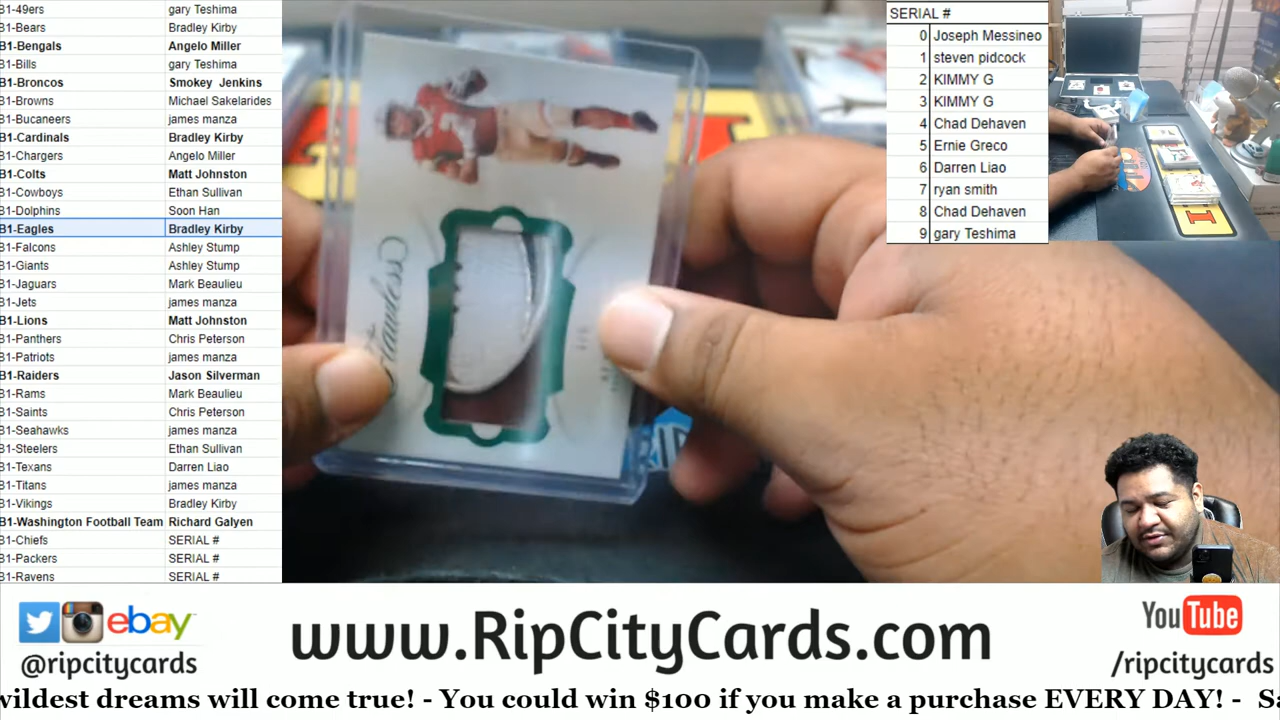 B1-49ers gary Teshima
B1-Bears Bradley Kirby
B1-Bengals Angelo Miller
B1-Bills gary Teshima
B1-Broncos Smokey Jenkins
B1-Browns Michael Sakelarides
B1-Bucaneers james manza
B1-Cardinals Bradley Kirby
B1-Chargers Angelo Miller
B1-Colts Matt Johnston
B1-Cowboys Ethan Sullivan
B1-Dolphins Soon Han
B1-Eagles Bradley Kirby
B1-Falcons Ashley Stump
B1-Giants Ashley Stump
B1-Jaguars Mark Beaulieu
B1-Jets james manza
B1-Lions Matt Johnston
B1-Panthers Chris Peterson
B1-Patriots james manza
B1-Raiders Jason Silverman
B1-Rams Mark Beaulieu
B1-Saints Chris Peterson
B1-Seahawks james manza
B1-Steelers Ethan Sullivan
B1-Texans Darren Liao
B1-Titans james manza
B1-Vikings Bradley Kirby
B1-Washington Football Team Richard Galyen
B1-Chiefs SERIAL #
B1-Packers SERIAL #
B1-Ravens SERIAL #
SERIAL #
0 Joseph Messineo
1 steven pidcock
2 KIMMY G
3 KIMMY G
4 Chad Dehaven
5 Ernie Greco
6 Darren Liao
7 ryan smith
8 Chad Dehaven
9 gary Teshima
Flawless
ebay
@ripcitycards
www.RipCityCards.com
YouTube
/ripcitycards
wildest dreams will come true! - You could win $100 if you make a purchase EVERY DAY! - Sa